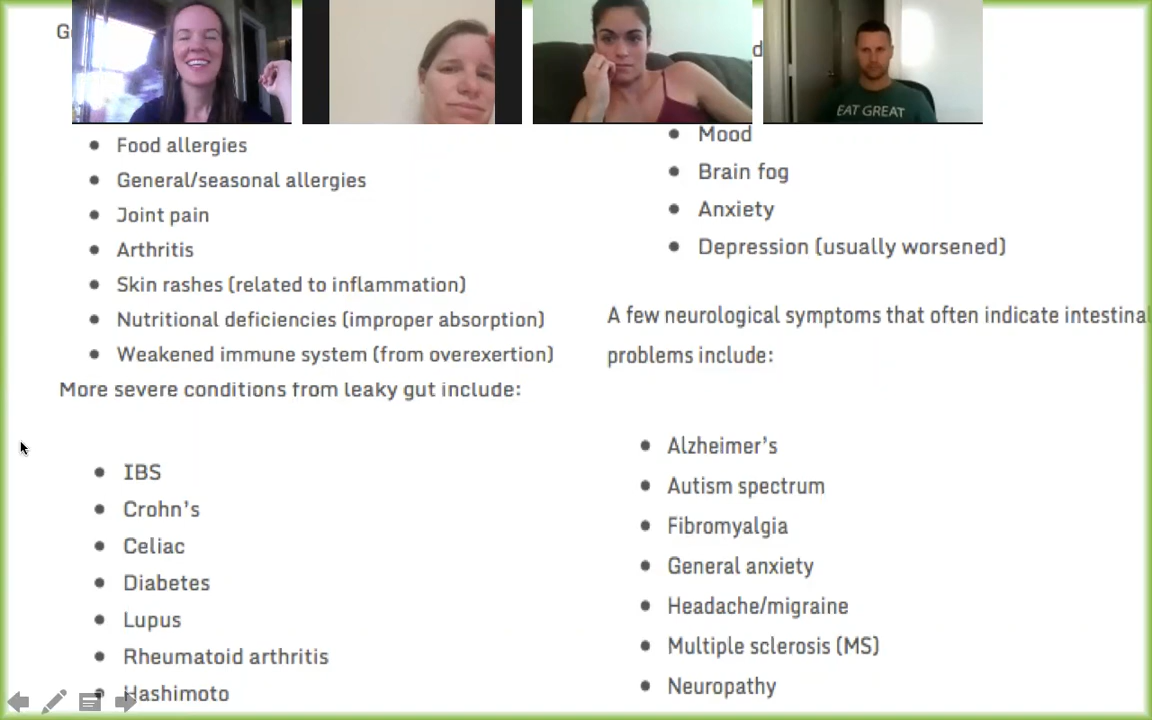 EAT GREAT
Food allergies
General/seasonal allergies
Joint pain
Arthritis
Skin rashes (related to inflammation)
Nutritional deficiencies (improper absorption)
Weakened immune system (from overexertion)
More severe conditions from leaky gut include:
IBS
Crohn's
Celiac
Diabetes
Lupus
Rheumatoid arthritis
Hashimoto
Mood
Brain fog
Anxiety
Depression (usually worsened)
A few neurological symptoms that often indicate intestinal
problems include:
Alzheimer's
Autism spectrum
Fibromyalgia
General anxiety
Headache/migraine
Multiple sclerosis (MS)
Neuropathy